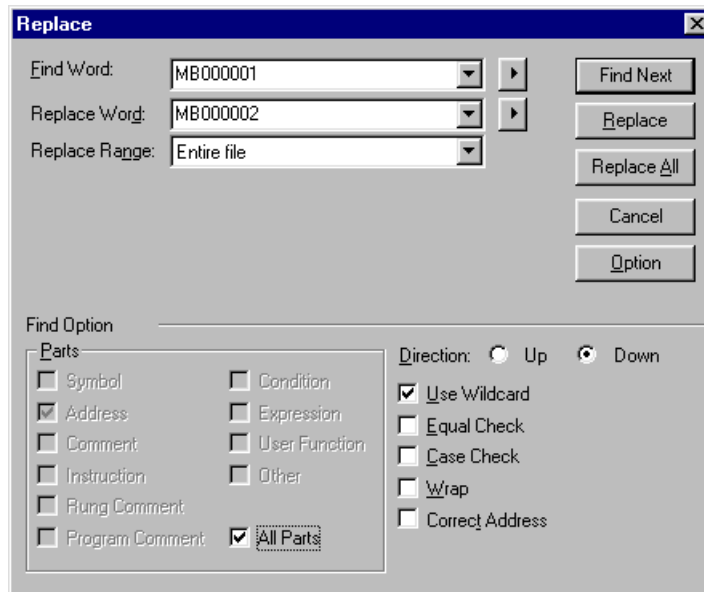 Replace
Find Word: MB000001 Find Next
Replace Word: MB000002 Replace
Replace Range: Entire file Replace All
Cancel
Option
Find Option
Parts Direction: Up Down
Symbol Condition Use Wildcard
Address Expression Equal Check
Comment User Function Case Check
Instruction Other Wrap
Rung Comment Correct Address
Program Comment All Parts